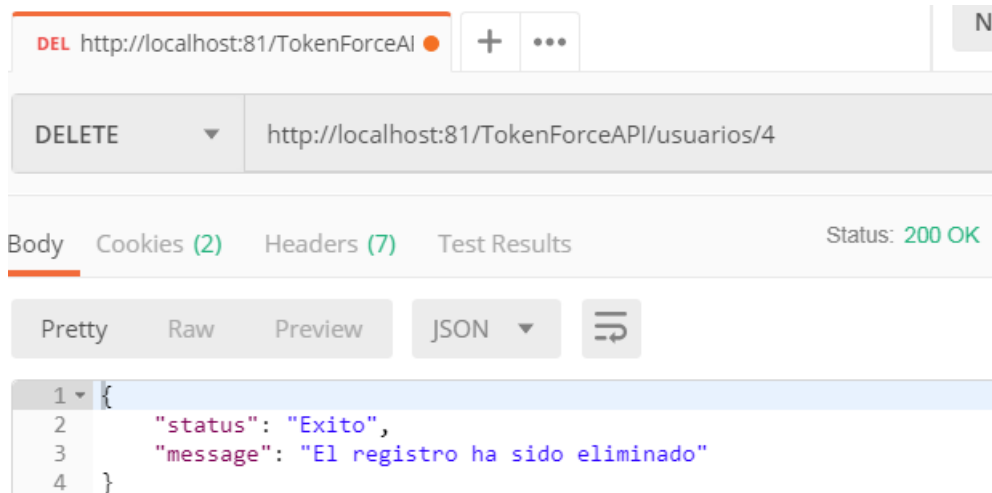 DEL http://localhost:81/TokenForceAI
N
DELETE http://localhost:81/TokenForceAPI/usuarios/4
Body Cookies (2) Headers (7) Test Results Status: 200 OK
Pretty Raw Preview JSON
1 {
2 "status": "Exito",
3 "message": "El registro ha sido eliminado"
4 }